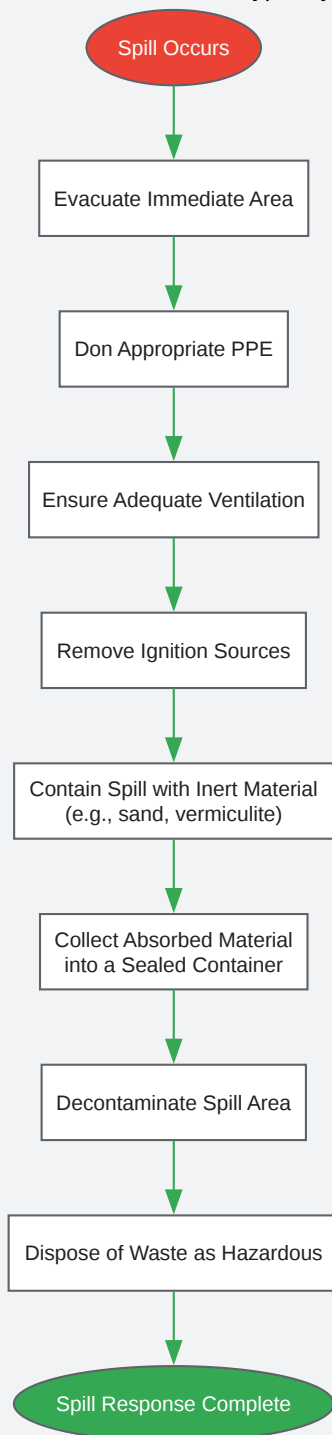 Spill Occurs
Evacuate Immediate Area
Don Appropriate PPE
Ensure Adequate Ventilation
Remove Ignition Sources
Contain Spill with Inert Material
(e.g., sand, vermiculite)
Collect Absorbed Material
into a Sealed Container
Decontaminate Spill Area
Dispose of Waste as Hazardous
Spill Response Complete